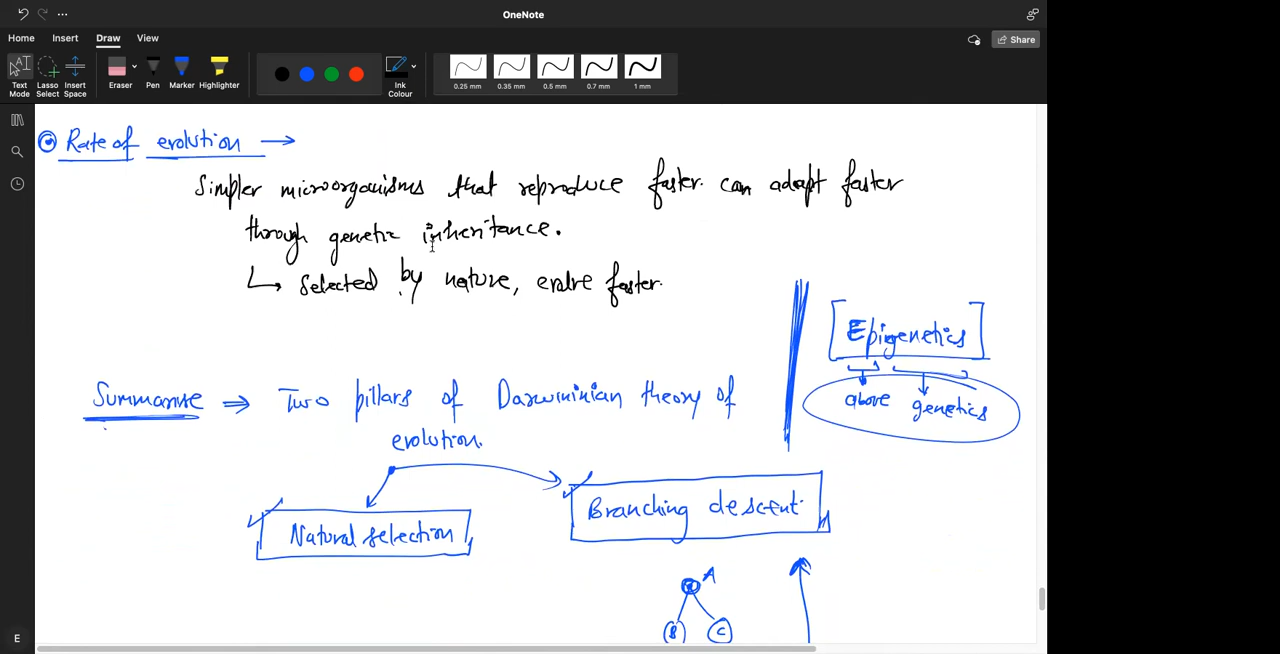 OneNote
Home Insert Draw View
Share
Text Mode
Lasso Select
Insert Space
Eraser
Pen
Marker
Highlighter
Ink Colour
0.25 mm
0.35 mm
0.5 mm
0.7 mm
1 mm
Rate of evolution →
Simpler microorganisms that reproduce faster. can adapt faster
through genetic inheritance.
↳ selected by nature, evolve faster.
[Epigenetics]
above genetics
Summarise ⇒ Two pillars of Darwininian theory of
evolution.
Natural selection
Branching descent
A
B C
E